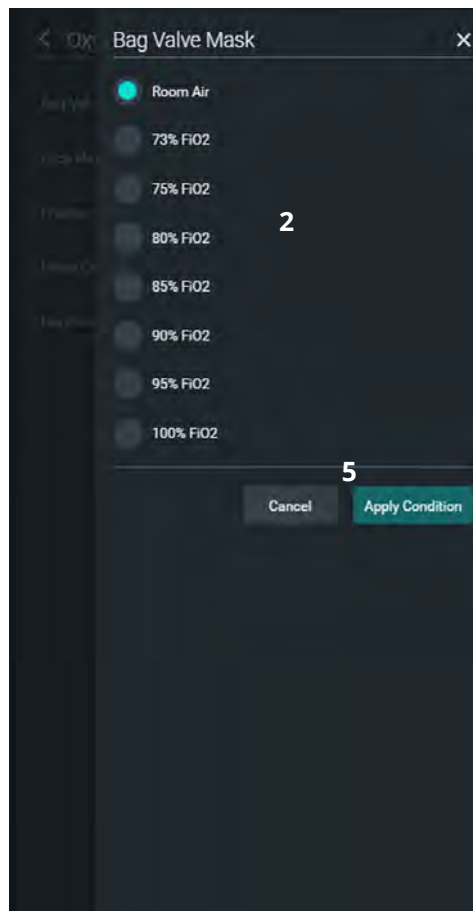 Oxy
Bag Valve Mask ×
Room Air
73% FiO2
75% FiO2
2
80% FiO2
85% FiO2
90% FiO2
95% FiO2
100% FiO2
5
Cancel Apply Condition